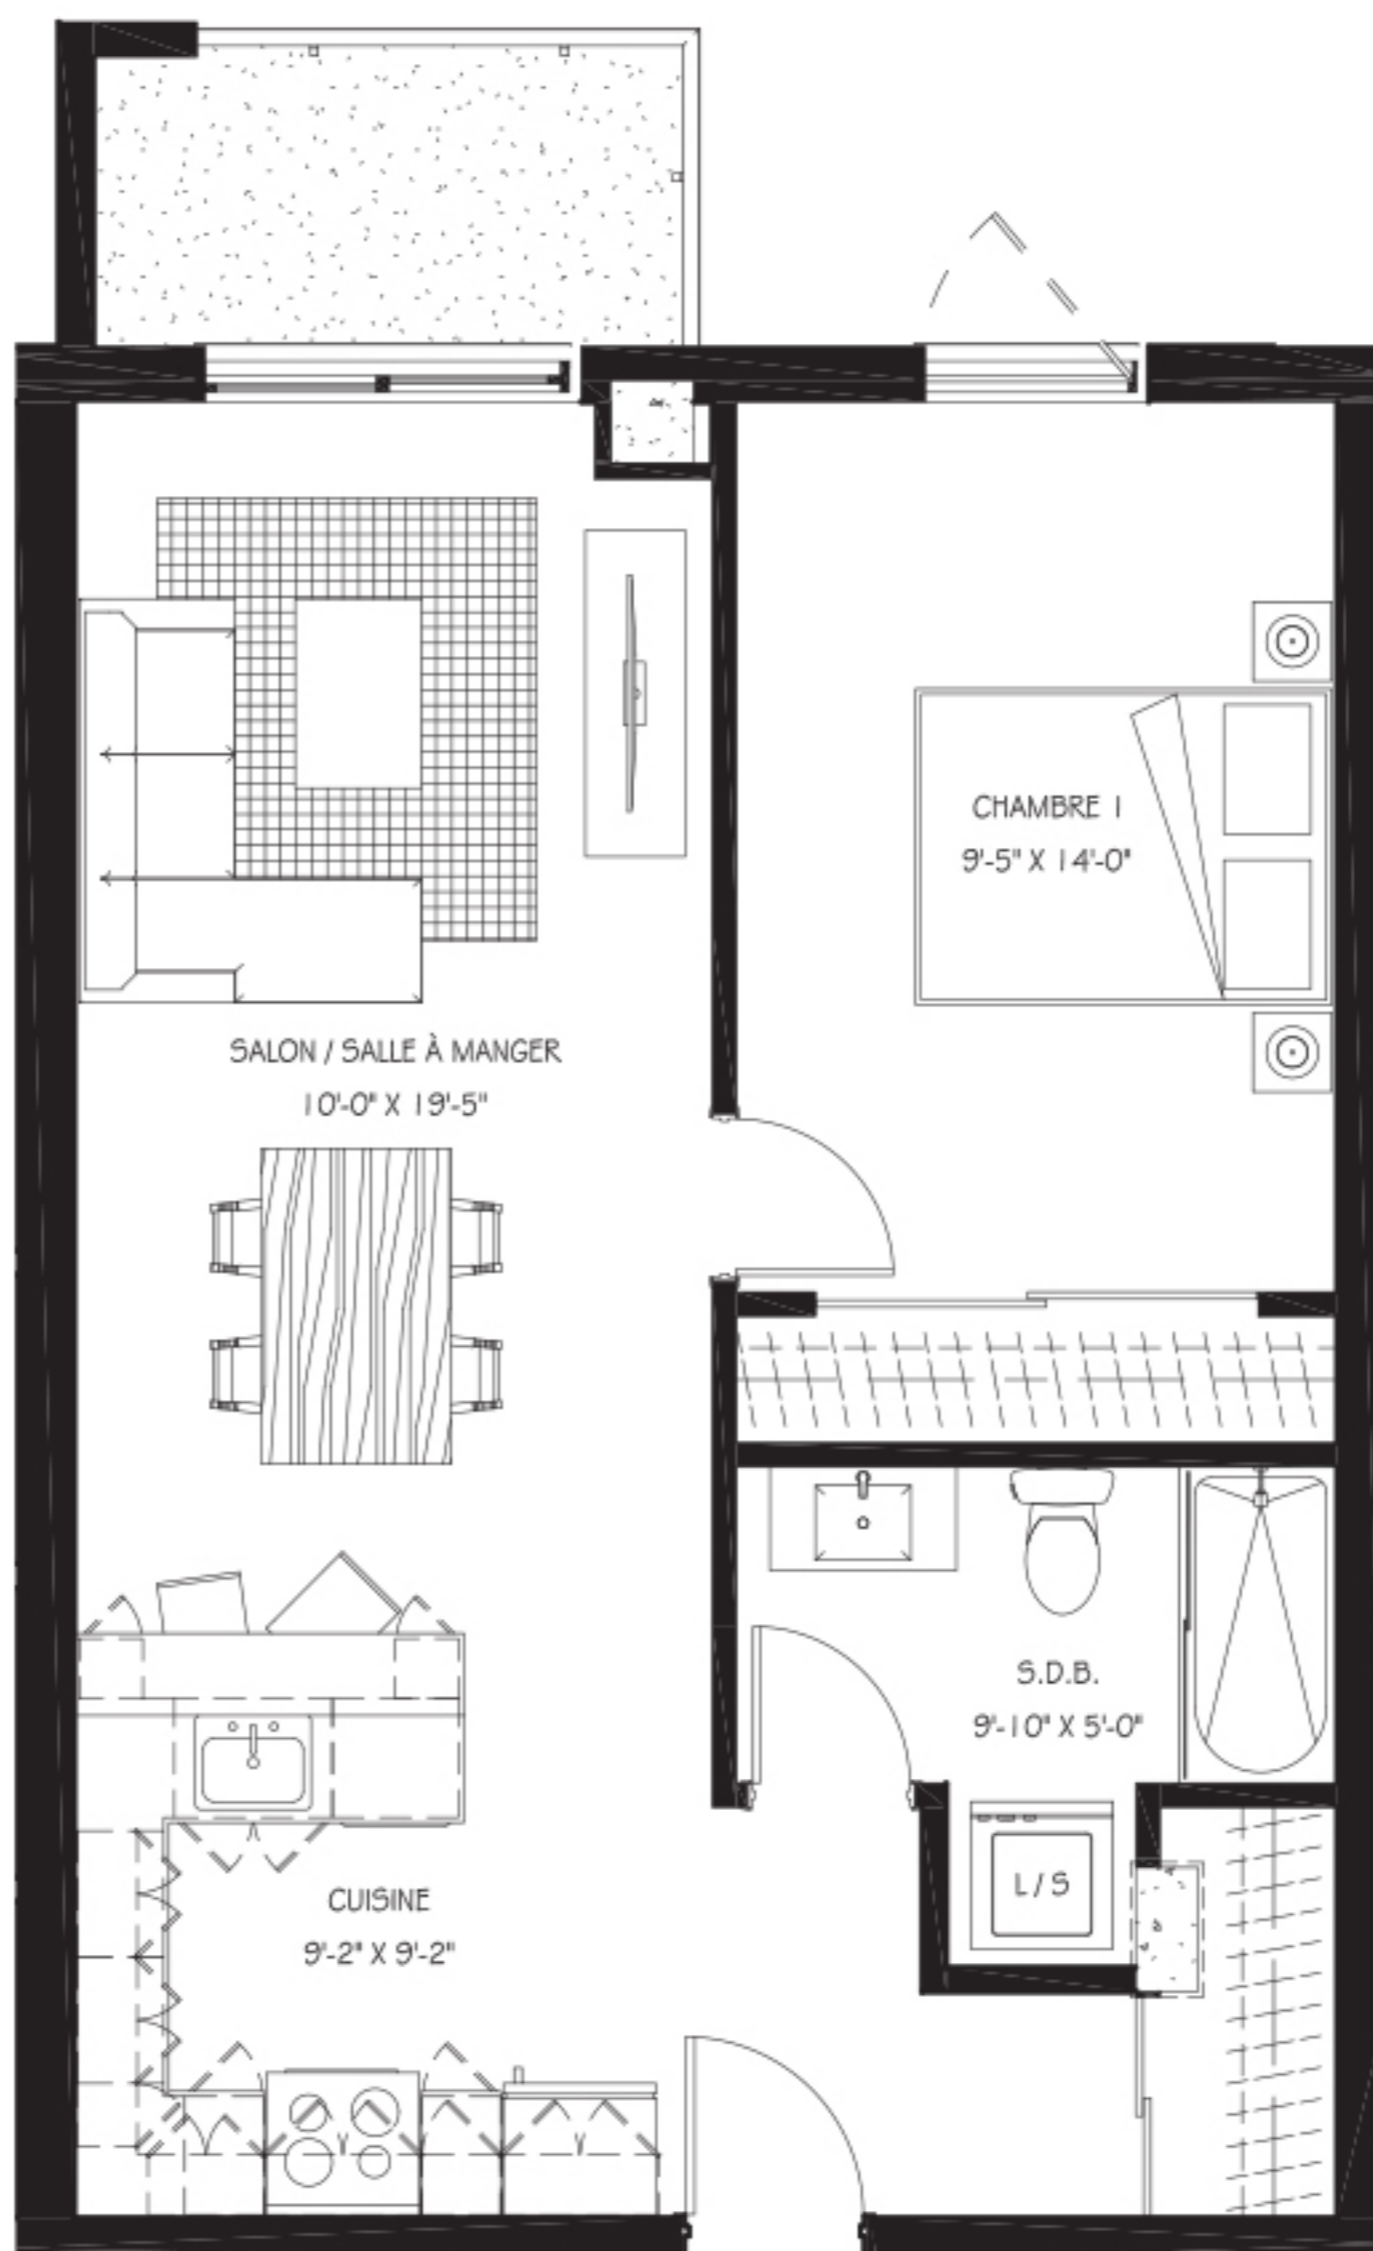 CHAMBRE 1
9'-5" X 14'-0"
SALON / SALLE À MANGER
10'-0" X 19'-5"
S.D.B.
9'-10" X 5'-0"
L / S
CUISINE
9'-2" X 9'-2"